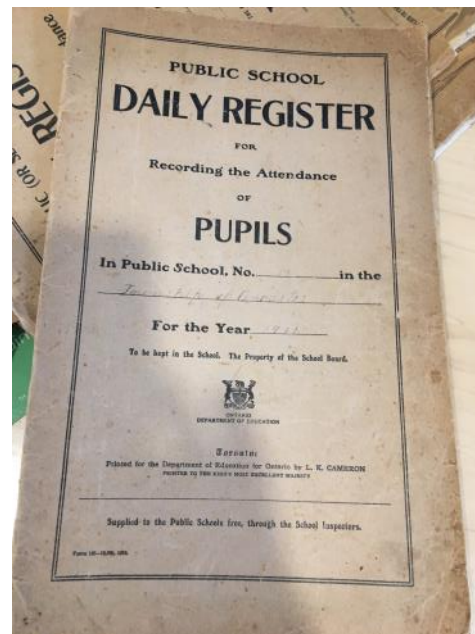 PUBLIC SCHOOL
DAILY REGISTER
FOR
Recording the Attendance
OF
PUPILS
In Public School, No. in the
Township of
For the Year
To be kept in the School. The Property of the School Board.
ONTARIO
DEPARTMENT OF EDUCATION
Toronto:
Printed for the Department of Education for Ontario by L. K. CAMERON
PRINTER TO THE KING'S MOST EXCELLENT MAJESTY
Supplied to the Public Schools free, through the School Inspectors.